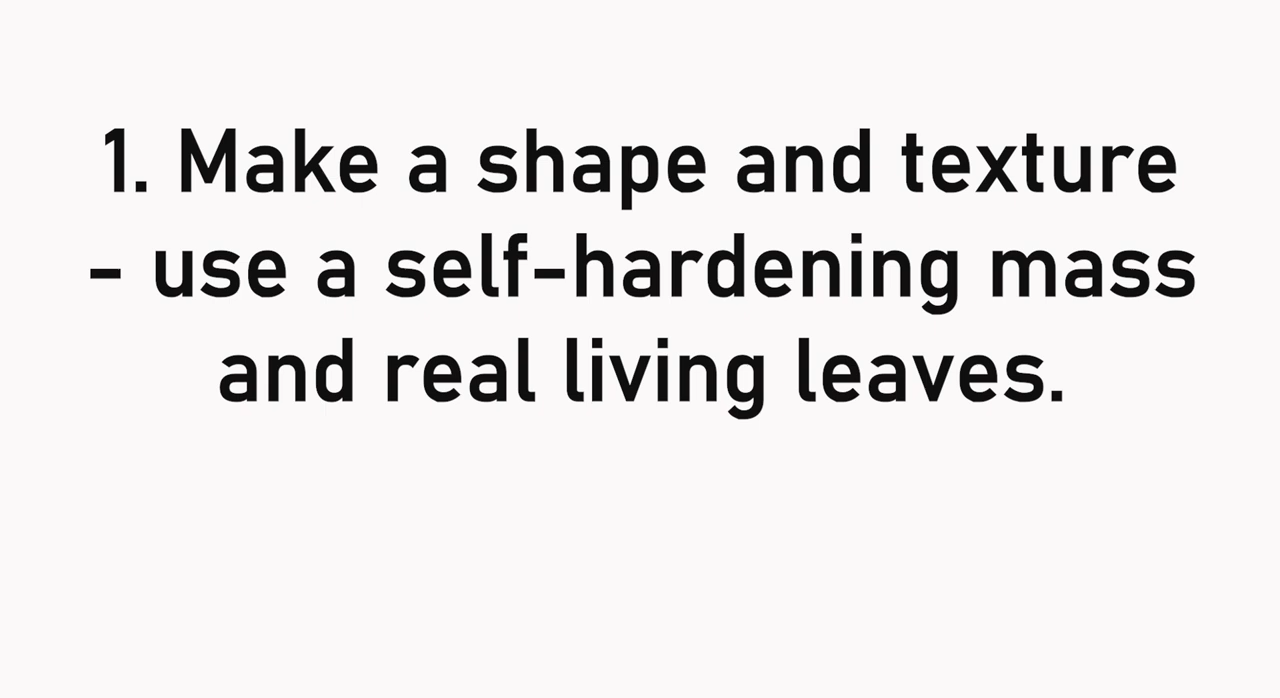 1. Make a shape and texture
- use a self-hardening mass
and real living leaves.